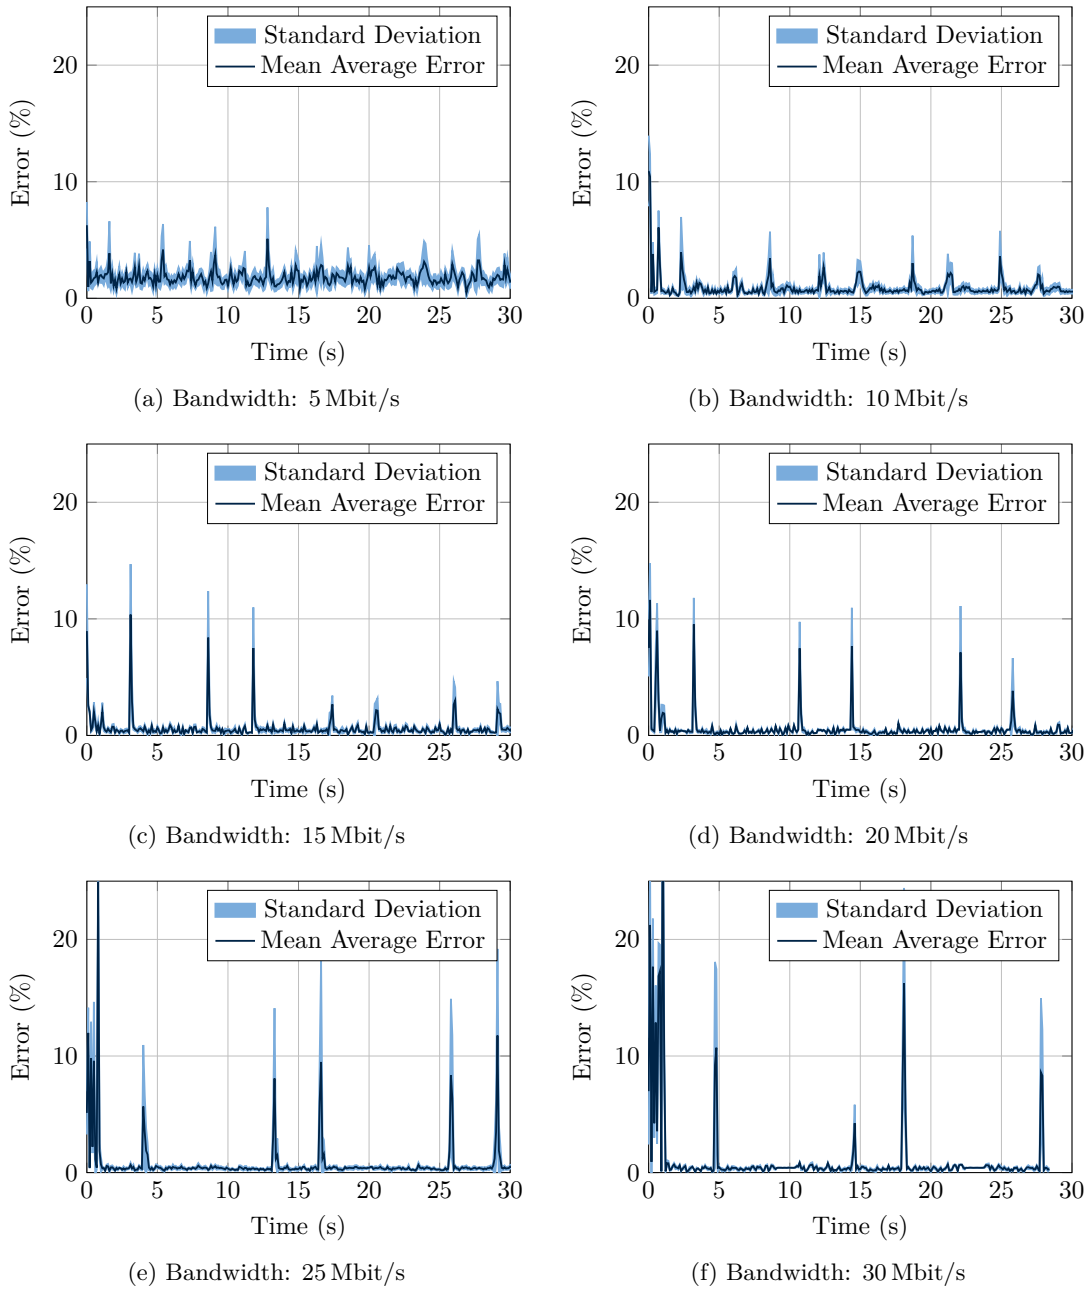 Standard Deviation
Mean Average Error
20
10
0
Error (%)
0 5 10 15 20 25 30
Time (s)
(a) Bandwidth: 5 Mbit/s
Standard Deviation
Mean Average Error
20
10
0
Error (%)
0 5 10 15 20 25 30
Time (s)
(b) Bandwidth: 10 Mbit/s
Standard Deviation
Mean Average Error
20
10
0
Error (%)
0 5 10 15 20 25 30
Time (s)
(c) Bandwidth: 15 Mbit/s
Standard Deviation
Mean Average Error
20
10
0
Error (%)
0 5 10 15 20 25 30
Time (s)
(d) Bandwidth: 20 Mbit/s
Standard Deviation
Mean Average Error
20
10
0
Error (%)
0 5 10 15 20 25 30
Time (s)
(e) Bandwidth: 25 Mbit/s
Standard Deviation
Mean Average Error
20
10
0
Error (%)
0 5 10 15 20 25 30
Time (s)
(f) Bandwidth: 30 Mbit/s